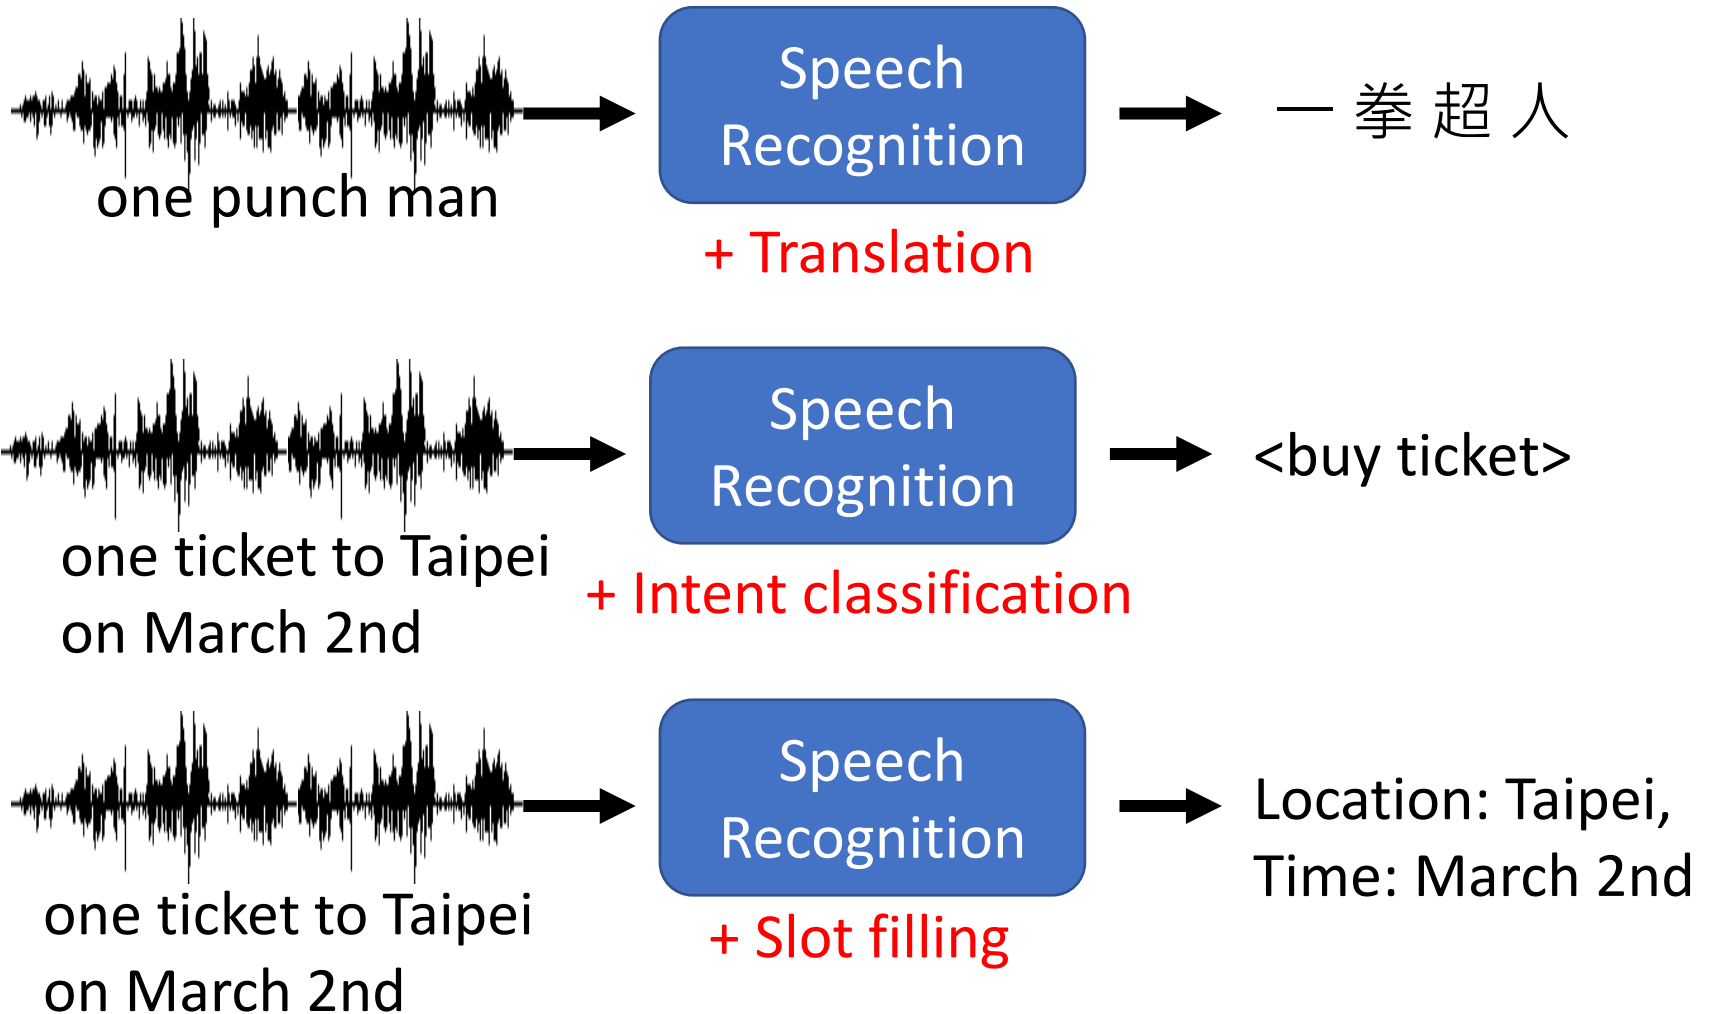 Speech
Recognition
一 拳 超 人
one punch man
+ Translation
Speech
Recognition
<buy ticket>
one ticket to Taipei
on March 2nd
+ Intent classification
Speech
Recognition
Location: Taipei,
Time: March 2nd
one ticket to Taipei
on March 2nd
+ Slot filling